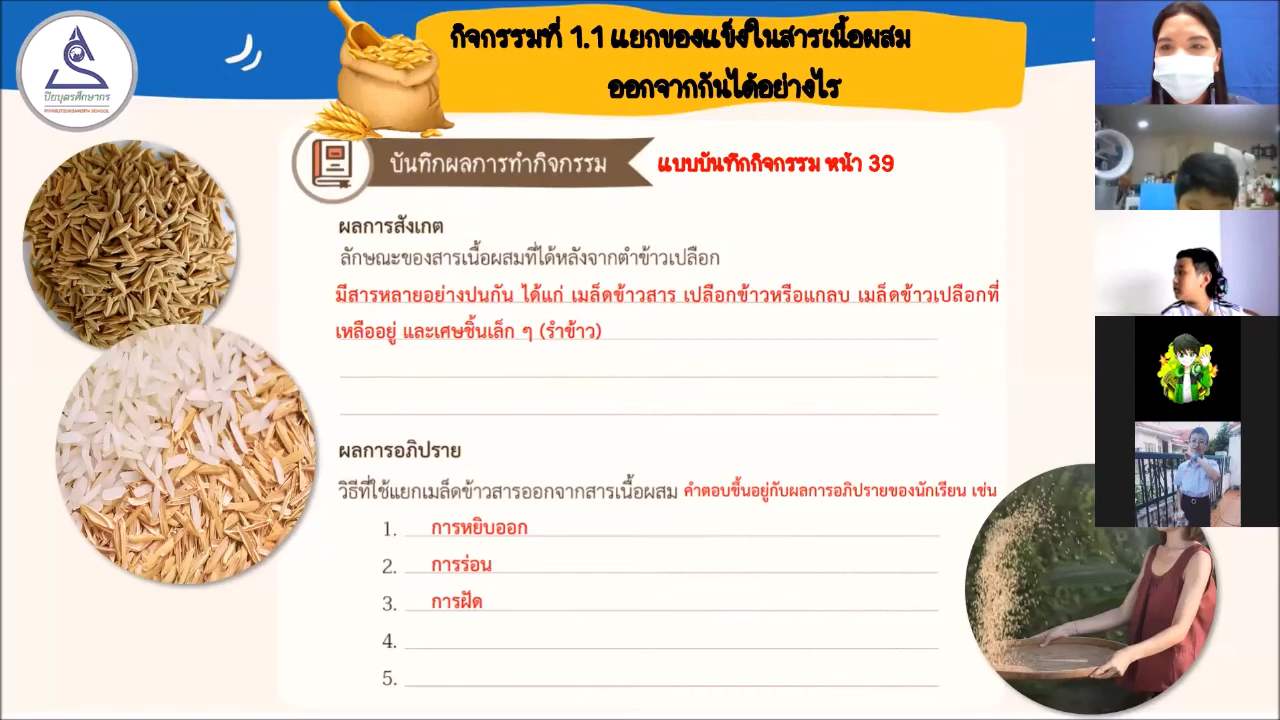 ปิยบุตรศึกษากร
PIYABUTSUKSAGORN SCHOOL
กิจกรรมที่ 1.1 แยกของแข็งในสารเนื้อผสม
ออกจากกันได้อย่างไร
บันทึกผลการทำกิจกรรม
แบบบันทึกกิจกรรม หน้า 39
ผลการสังเกต
ลักษณะของสารเนื้อผสมที่ได้หลังจากตำข้าวเปลือก
มีสารหลายอย่างปนกัน ได้แก่ เมล็ดข้าวสาร เปลือกข้าวหรือแกลบ เมล็ดข้าวเปลือกที่
เหลืออยู่ และเศษชิ้นเล็ก ๆ (รำข้าว)
ผลการอภิปราย
วิธีที่ใช้แยกเมล็ดข้าวสารออกจากสารเนื้อผสม คำตอบขึ้นอยู่กับผลการอภิปรายของนักเรียน เช่น
1. การหยิบออก
2. การร่อน
3. การฝัด
4.
5.